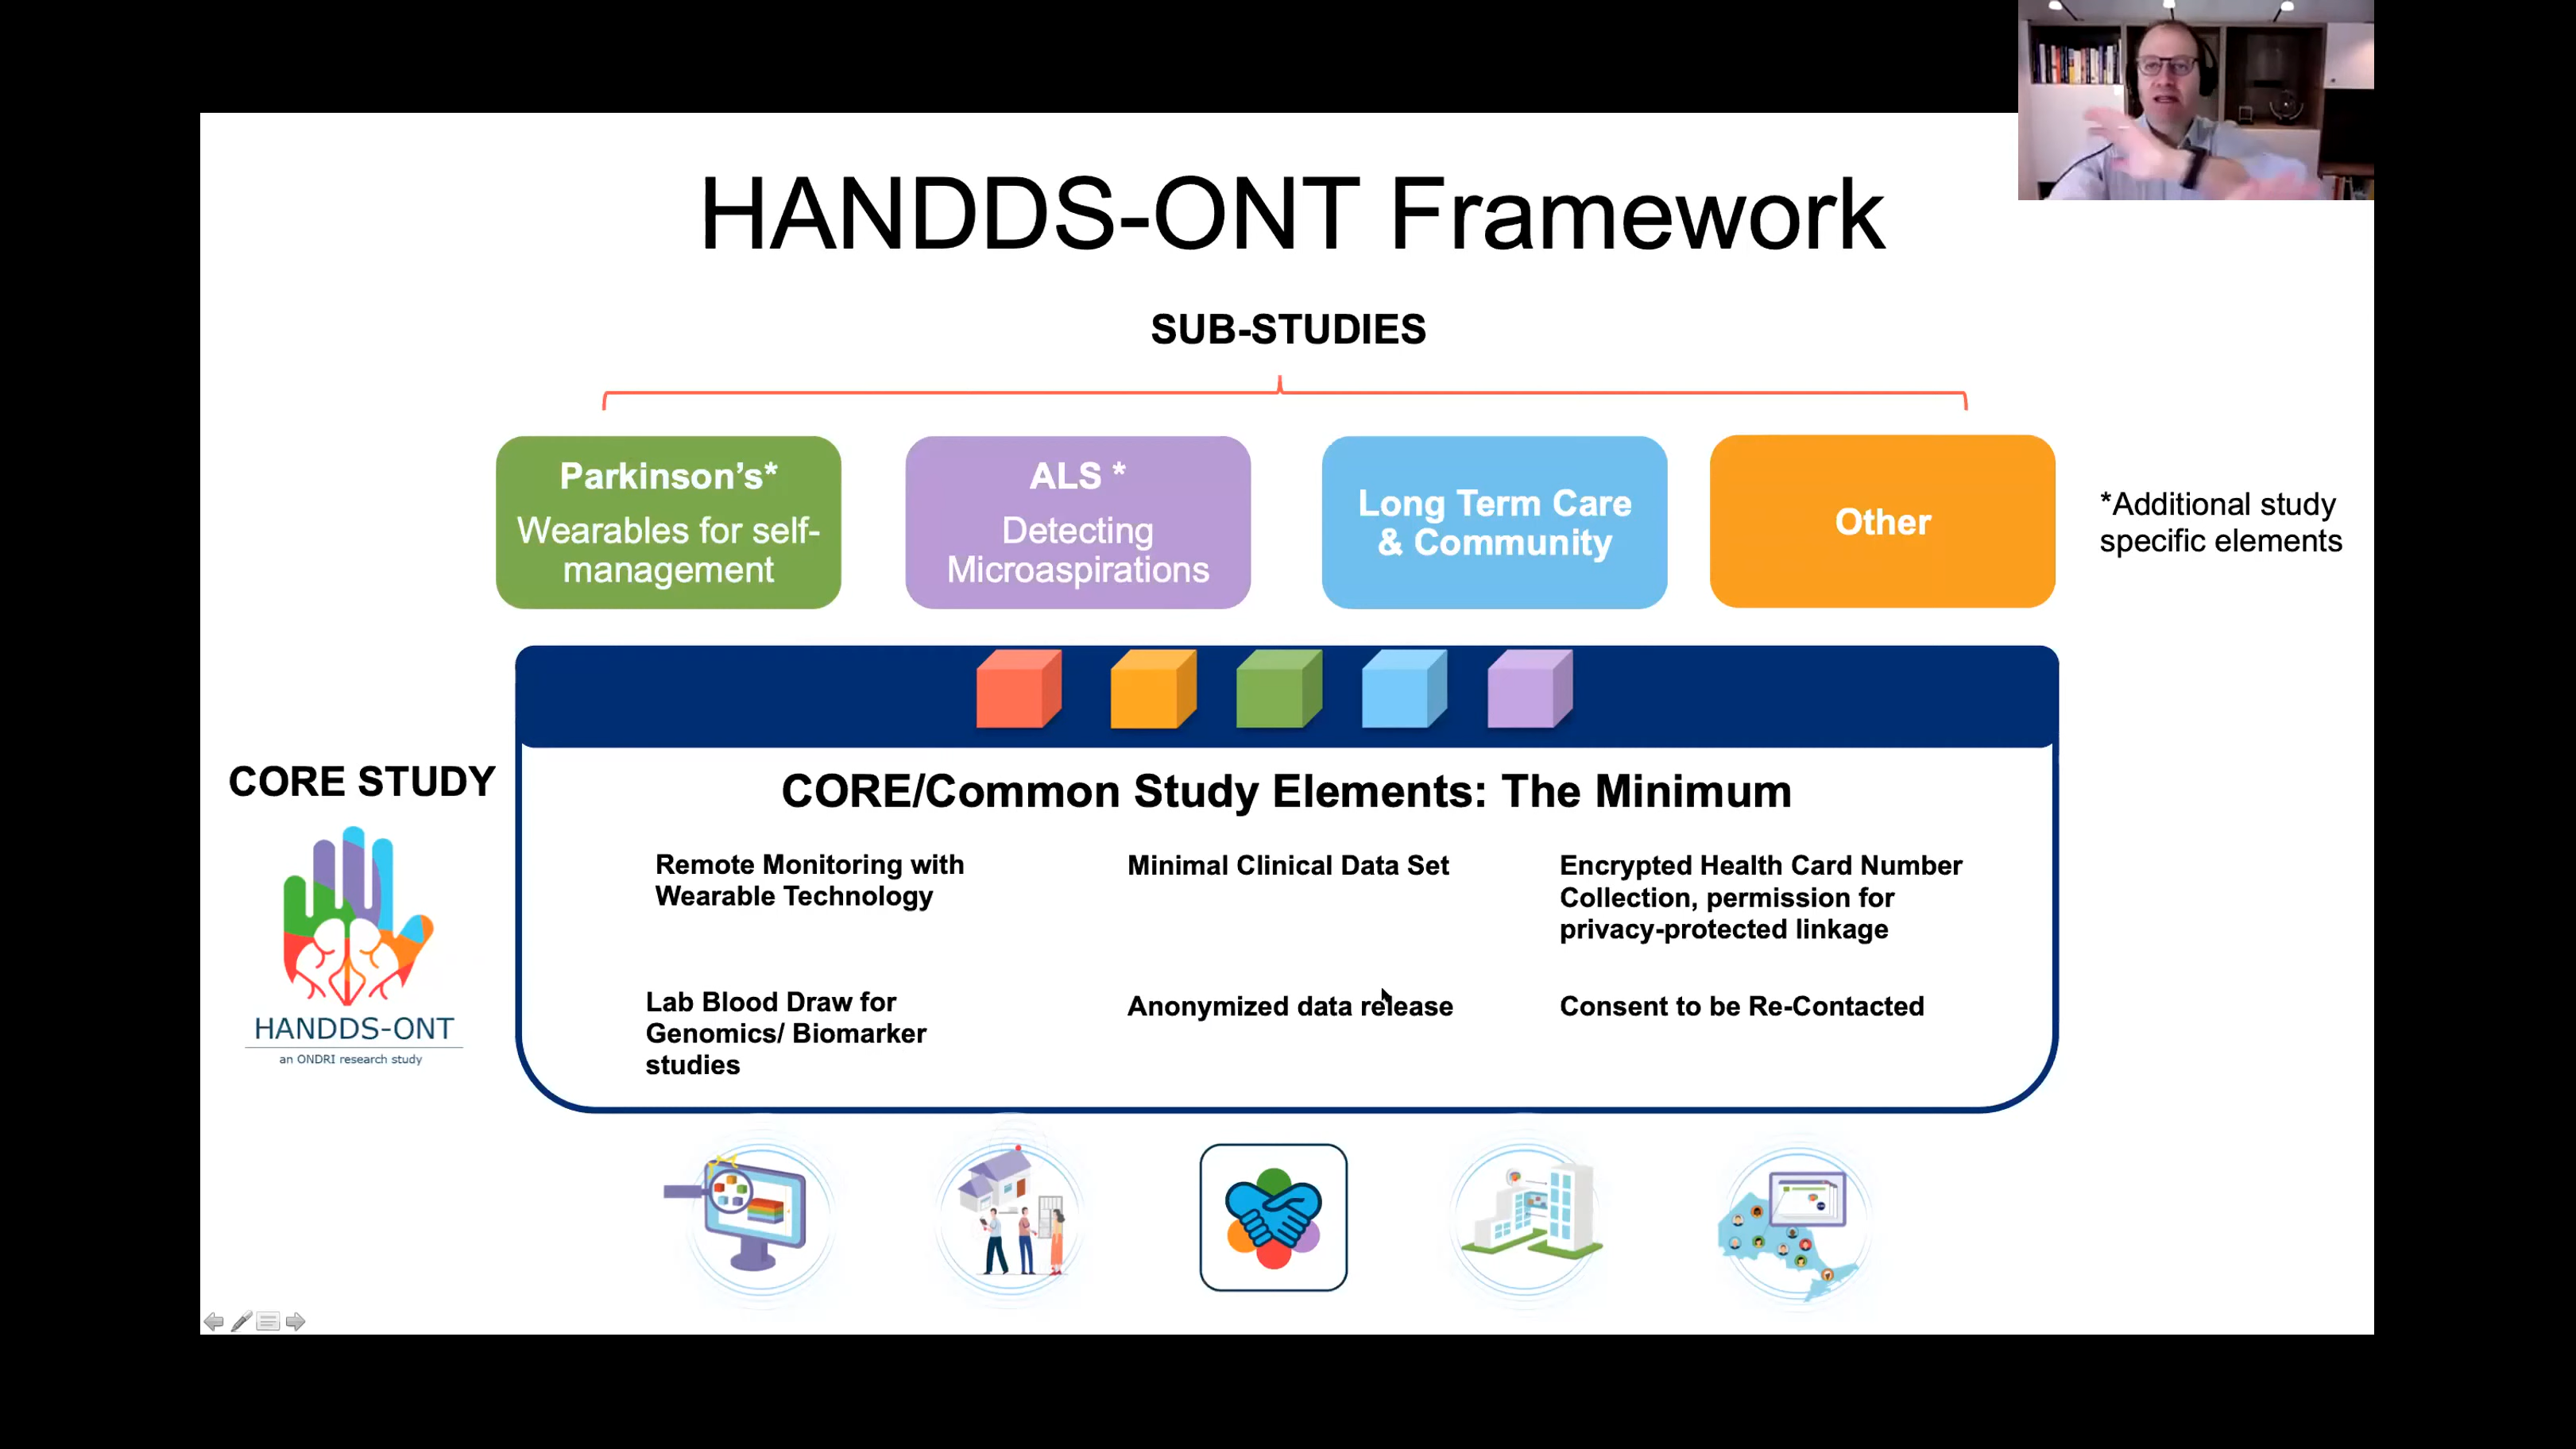 HANDDS-ONT Framework
SUB-STUDIES
Parkinson's*
Wearables for self-
management
ALS *
Detecting
Microaspirations
Long Term Care
& Community
Other
*Additional study
specific elements
CORE STUDY
HANDDS-ONT
an ONDRI research study
CORE/Common Study Elements: The Minimum
Remote Monitoring with
Wearable Technology
Minimal Clinical Data Set
Encrypted Health Card Number
Collection, permission for
privacy-protected linkage
Lab Blood Draw for
Genomics/ Biomarker
studies
Anonymized data release
Consent to be Re-Contacted